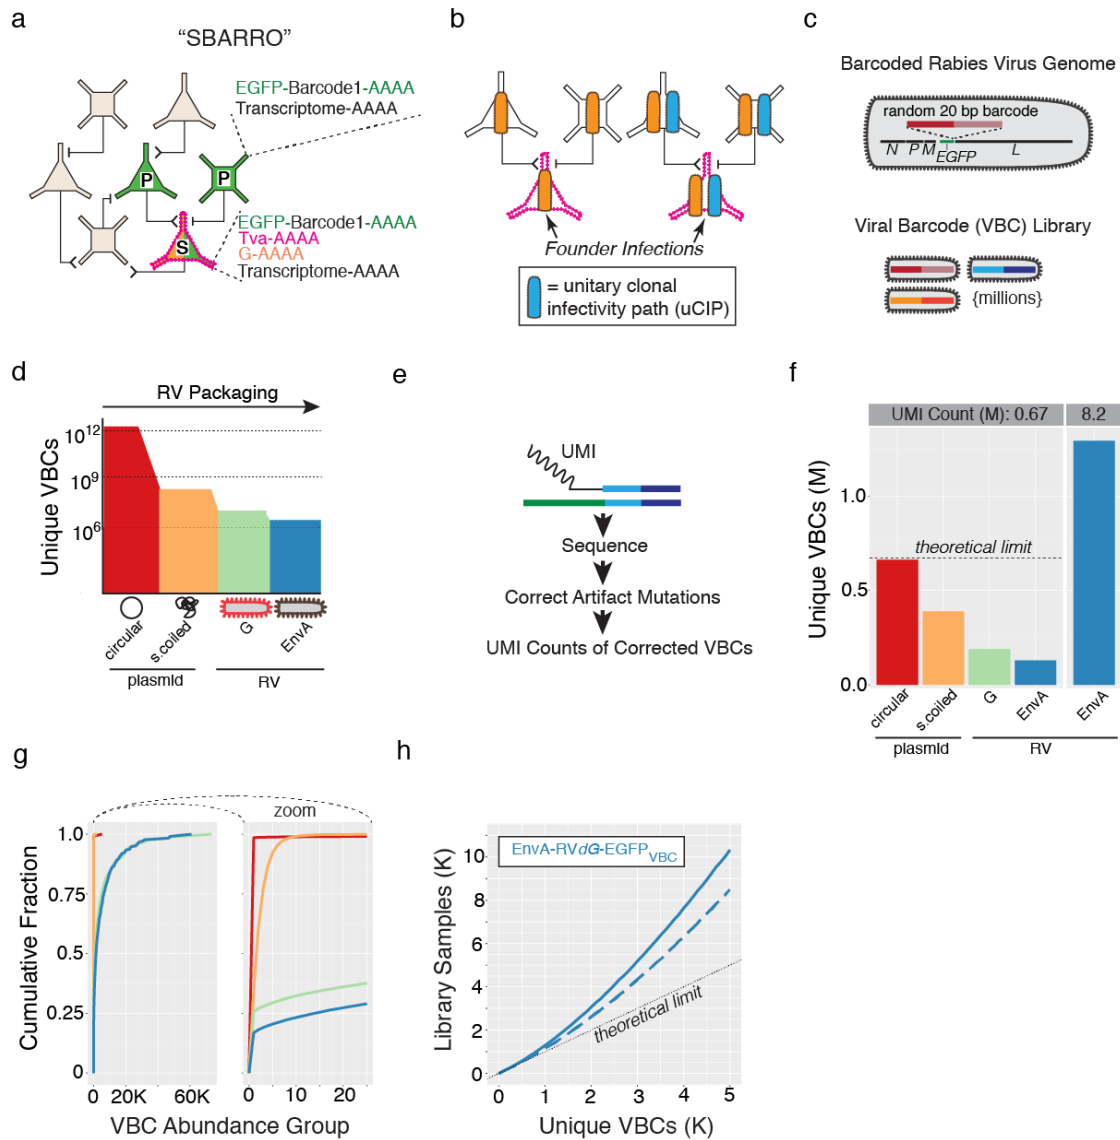 a
"SBARRO"
EGFP-Barcode1-AAAA
Transcriptome-AAAA
P
P
S
EGFP-Barcode1-AAAA
Tva-AAAA
G-AAAA
Transcriptome-AAAA
b
Founder Infections
= unitary clonal
infectivity path (uCIP)
c
Barcoded Rabies Virus Genome
random 20 bp barcode
N P M EGFP L
Viral Barcode (VBC) Library
{millions}
d
RV Packaging
Unique VBCs
10^12
10^9
10^6
circular
s.coiled
G
EnvA
plasmId
RV
e
UMI
Sequence
Correct Artifact Mutations
UMI Counts of Corrected VBCs
f
UMI Count (M): 0.67
8.2
Unique VBCs (M)
1.0
0.5
0.0
theoretical limit
circular
s.coiled
G
EnvA
EnvA
plasmId
RV
g
zoom
Cumulative Fraction
1.0
0.75
0.5
0.25
0
20K 60K
0 10 20
VBC Abundance Group
h
EnvA-RVdG-EGFP_VBC
Library Samples (K)
10
8
6
4
2
0
theoretical limit
0 1 2 3 4 5
Unique VBCs (K)